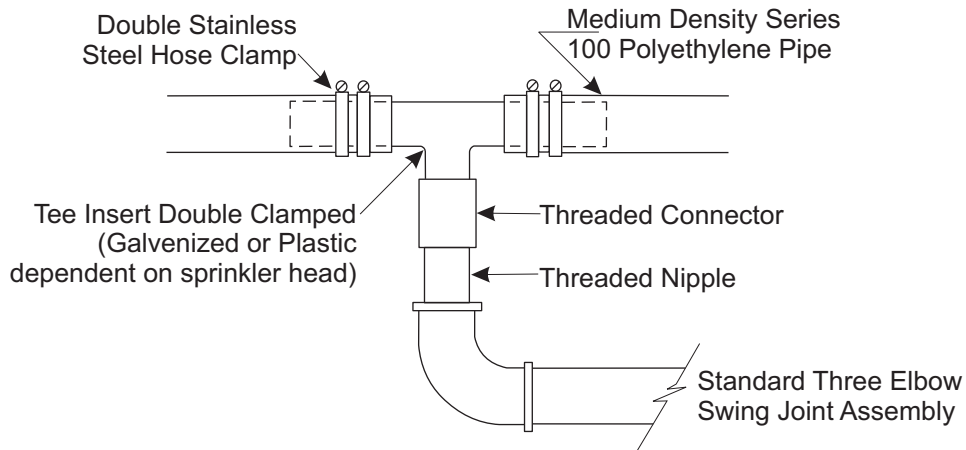 Double Stainless
Steel Hose Clamp
Medium Density Series
100 Polyethylene Pipe
Tee Insert Double Clamped
(Galvenized or Plastic
dependent on sprinkler head)
Threaded Connector
Threaded Nipple
Standard Three Elbow
Swing Joint Assembly